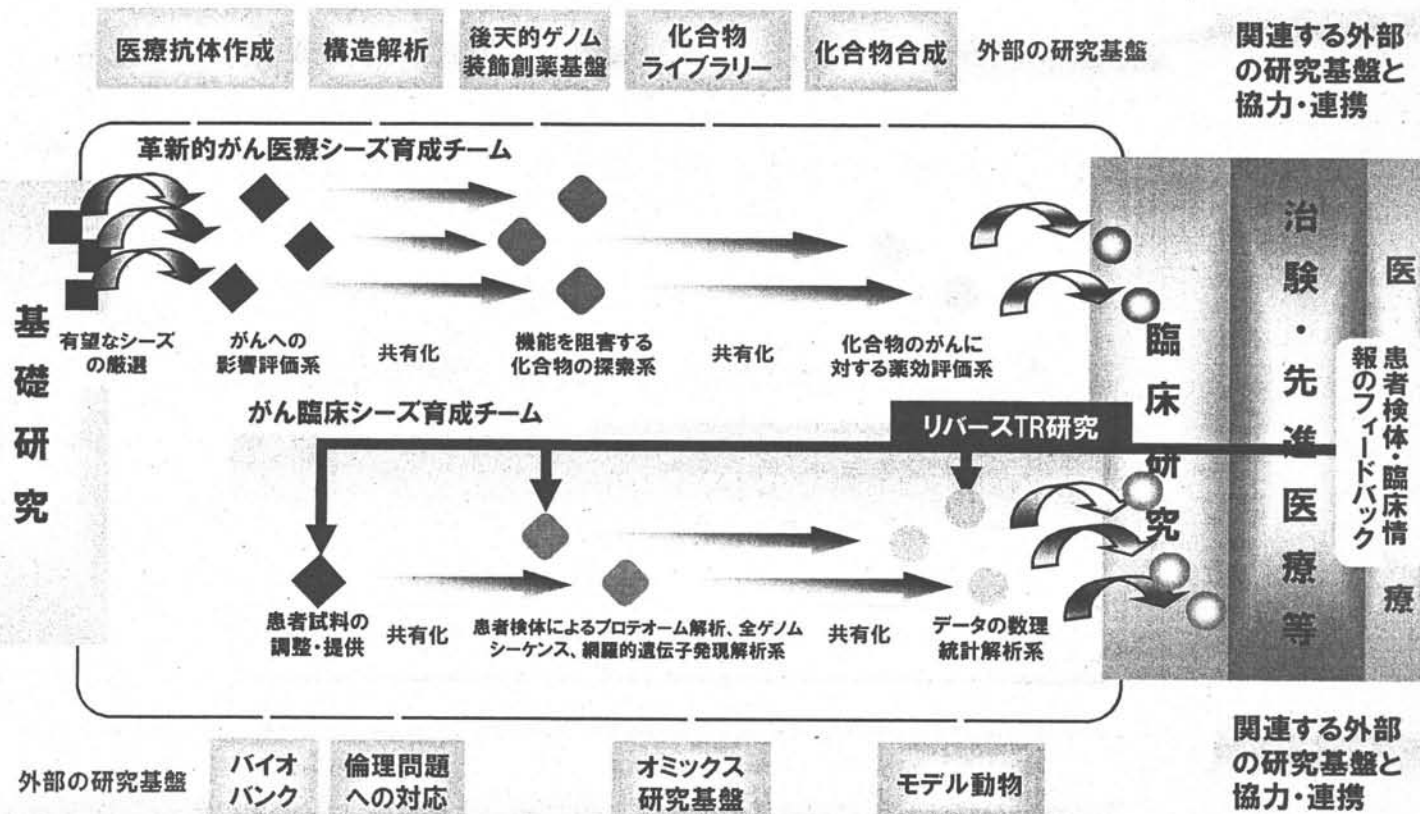 医療抗体作成
構造解析
後天的ゲノム
装飾創薬基盤
化合物
ライブラリー
化合物合成
外部の研究基盤
関連する外部
の研究基盤と
協力・連携
革新的がん医療シーズ育成チーム
基礎研究
有望なシーズ
の厳選
がんへの
影響評価系
共有化
機能を阻害する
化合物の探索系
共有化
化合物のがんに
対する薬効評価系
臨床研究
治験・先進医療等
医療
患者検体・臨床情
報のフィードバック
がん臨床シーズ育成チーム
リバースTR研究
患者試料の
調整・提供
共有化
患者検体によるプロテオーム解析、全ゲノム
シーケンス、網羅的遺伝子発現解析系
共有化
データの数理
統計解析系
外部の研究基盤
バイオ
バンク
倫理問題
への対応
オミックス
研究基盤
モデル動物
関連する外部
の研究基盤と
協力・連携